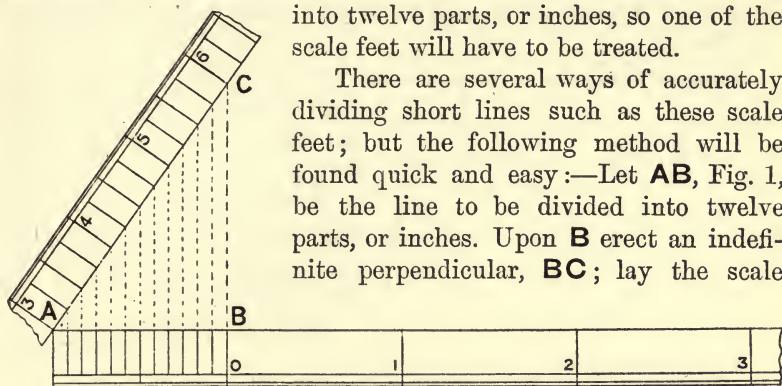 into twelve parts, or inches, so one of the
scale feet will have to be treated.
There are several ways of accurately
dividing short lines such as these scale
feet; but the following method will be
found quick and easy:—Let AB, Fig. 1,
be the line to be divided into twelve
parts, or inches. Upon B erect an indefi-
nite perpendicular, BC; lay the scale
6
C
5
4
3
A
B
0 1 2 3